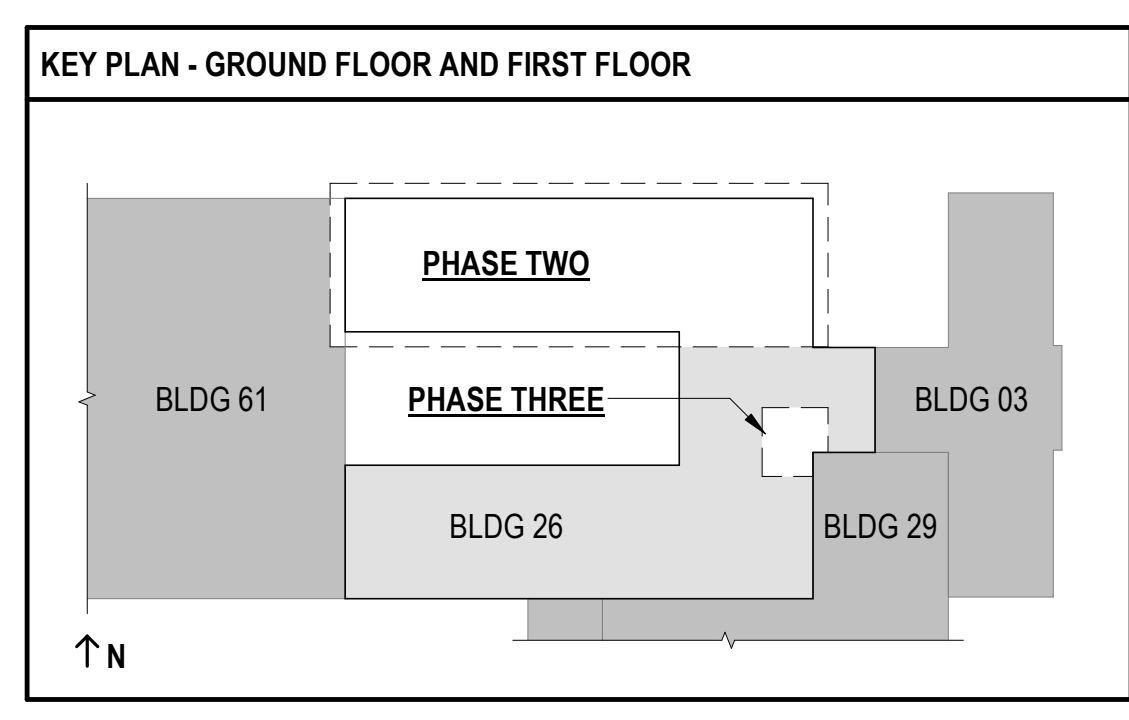 KEY PLAN - GROUND FLOOR AND FIRST FLOOR
PHASE TWO
BLDG 61
PHASE THREE
BLDG 03
BLDG 26
BLDG 29
N